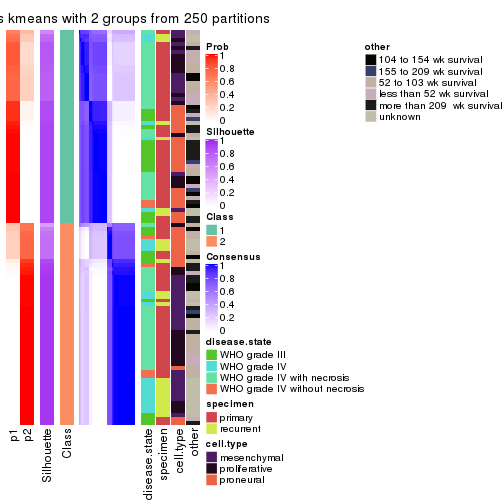 s kmeans with 2 groups from 250 partitions
Prob
1
0.8
0.6
0.4
0.2
0
Silhouette
1
0.8
0.6
0.4
0.2
0
Class
1
2
Consensus
1
0.8
0.6
0.4
0.2
0
disease.state
WHO grade III
WHO grade IV
WHO grade IV with necrosis
WHO grade IV without necrosis
specimen
primary
recurrent
cell.type
mesenchymal
proliferative
proneural
other
104 to 154 wk survival
155 to 209 wk survival
52 to 103 wk survival
less than 52 wk survival
more than 209  wk survival
unknown
p1
p2
Silhouette
Class
disease.state
specimen
cell.type
other